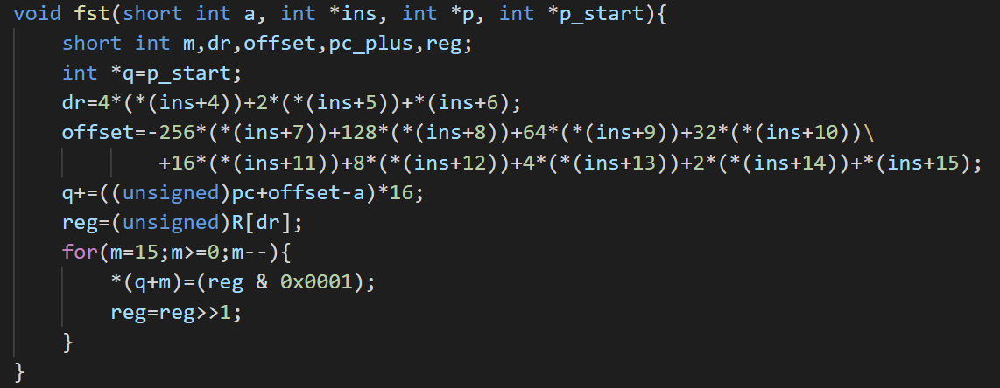 void fst(short int a, int *ins, int *p, int *p_start){
    short int m,dr,offset,pc_plus,reg;
    int *q=p_start;
    dr=4*(*(ins+4))+2*(*(ins+5))+*(ins+6);
    offset=-256*(*(ins+7))+128*(*(ins+8))+64*(*(ins+9))+32*(*(ins+10))\
            +16*(*(ins+11))+8*(*(ins+12))+4*(*(ins+13))+2*(*(ins+14))+*(ins+15);
    q+=((unsigned)pc+offset-a)*16;
    reg=(unsigned)R[dr];
    for(m=15;m>=0;m--){
        *(q+m)=(reg & 0x0001);
        reg=reg>>1;
    }
}